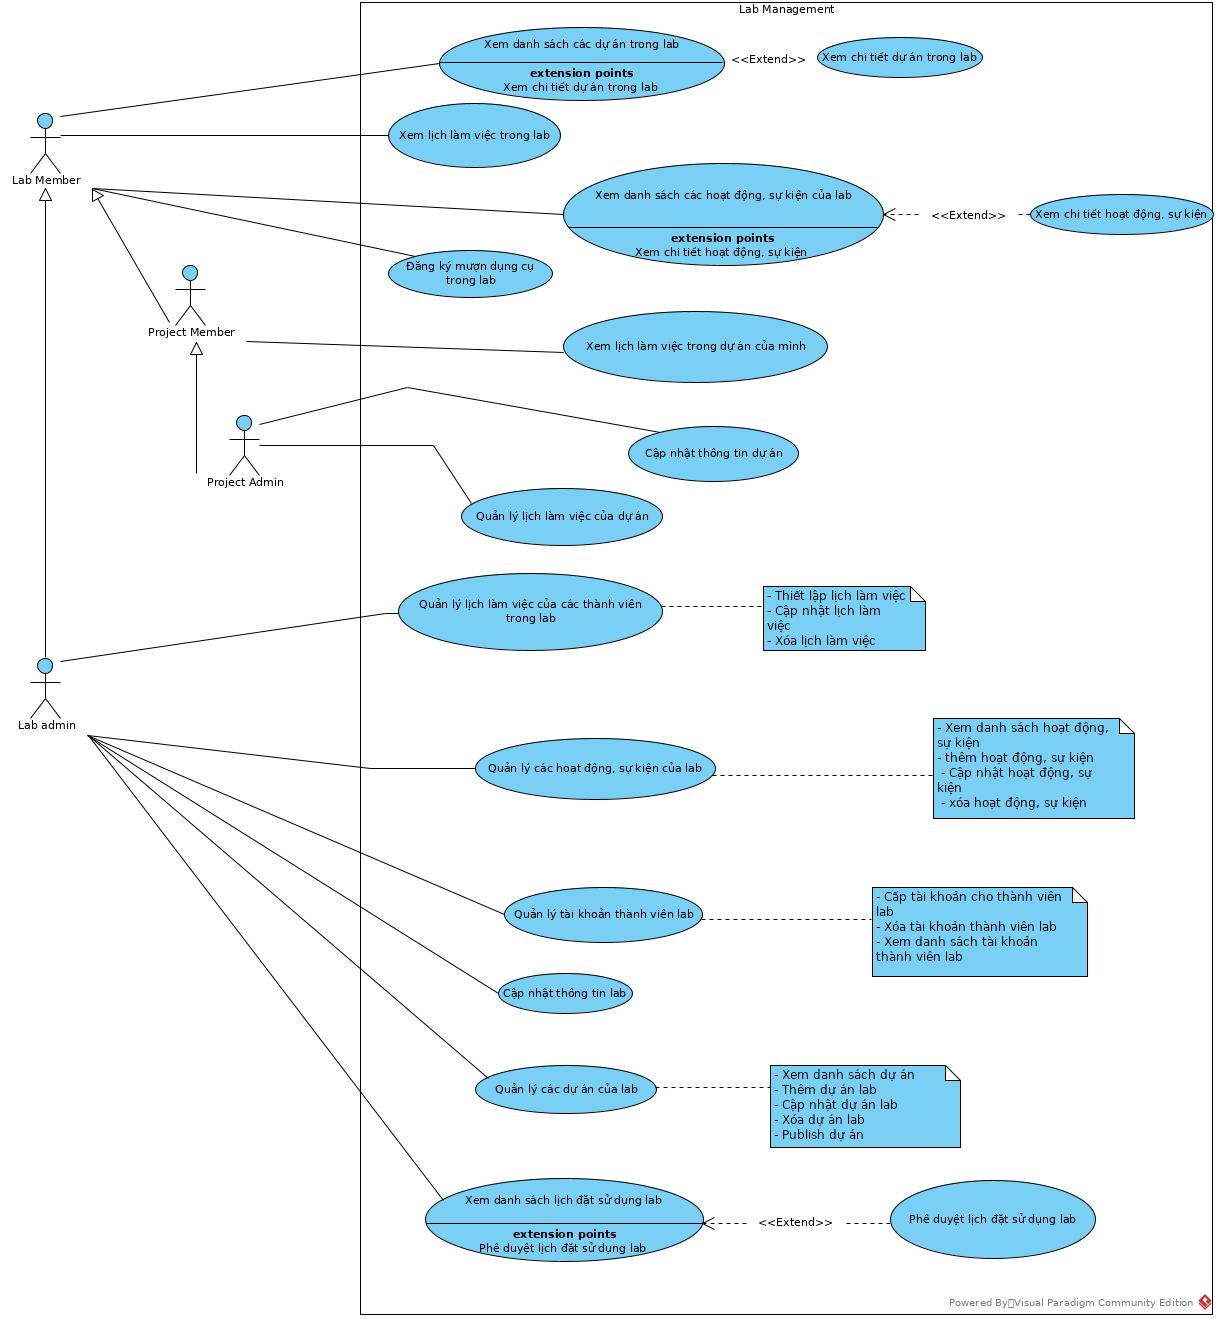 Lab Management
Xem danh sách các dự án trong lab
extension points
Xem chi tiết dự án trong lab
<<Extend>>
Xem chi tiết dự án trong lab
Xem lịch làm việc trong lab
Lab Member
Xem danh sách các hoạt động, sự kiện của lab
extension points
Xem chi tiết hoạt động, sự kiện
<<Extend>>
Xem chi tiết hoạt động, sự kiện
Đăng ký mượn dụng cụ
trong lab
Project Member
Xem lịch làm việc trong dự án của mình
Cập nhật thông tin dự án
Project Admin
Quản lý lịch làm việc của dự án
Quản lý lịch làm việc của các thành viên
trong lab
- Thiết lập lịch làm việc
- Cập nhật lịch làm
việc
- Xóa lịch làm việc
Lab admin
Quản lý các hoạt động, sự kiện của lab
- Xem danh sách hoạt động,
sự kiện
- thêm hoạt động, sự kiện
- Cập nhật hoạt động, sự
kiện
- xóa hoạt động, sự kiện
Quản lý tài khoản thành viên lab
- Cấp tài khoản cho thành viên
lab
- Xóa tài khoản thành viên lab
- Xem danh sách tài khoản
thành viên lab
Cập nhật thông tin lab
Quản lý các dự án của lab
- Xem danh sách dự án
- Thêm dự án lab
- Cập nhật dự án lab
- Xóa dự án lab
- Publish dự án
Xem danh sách lịch đặt sử dụng lab
extension points
Phê duyệt lịch đặt sử dụng lab
<<Extend>>
Phê duyệt lịch đặt sử dụng lab
Powered By Visual Paradigm Community Edition